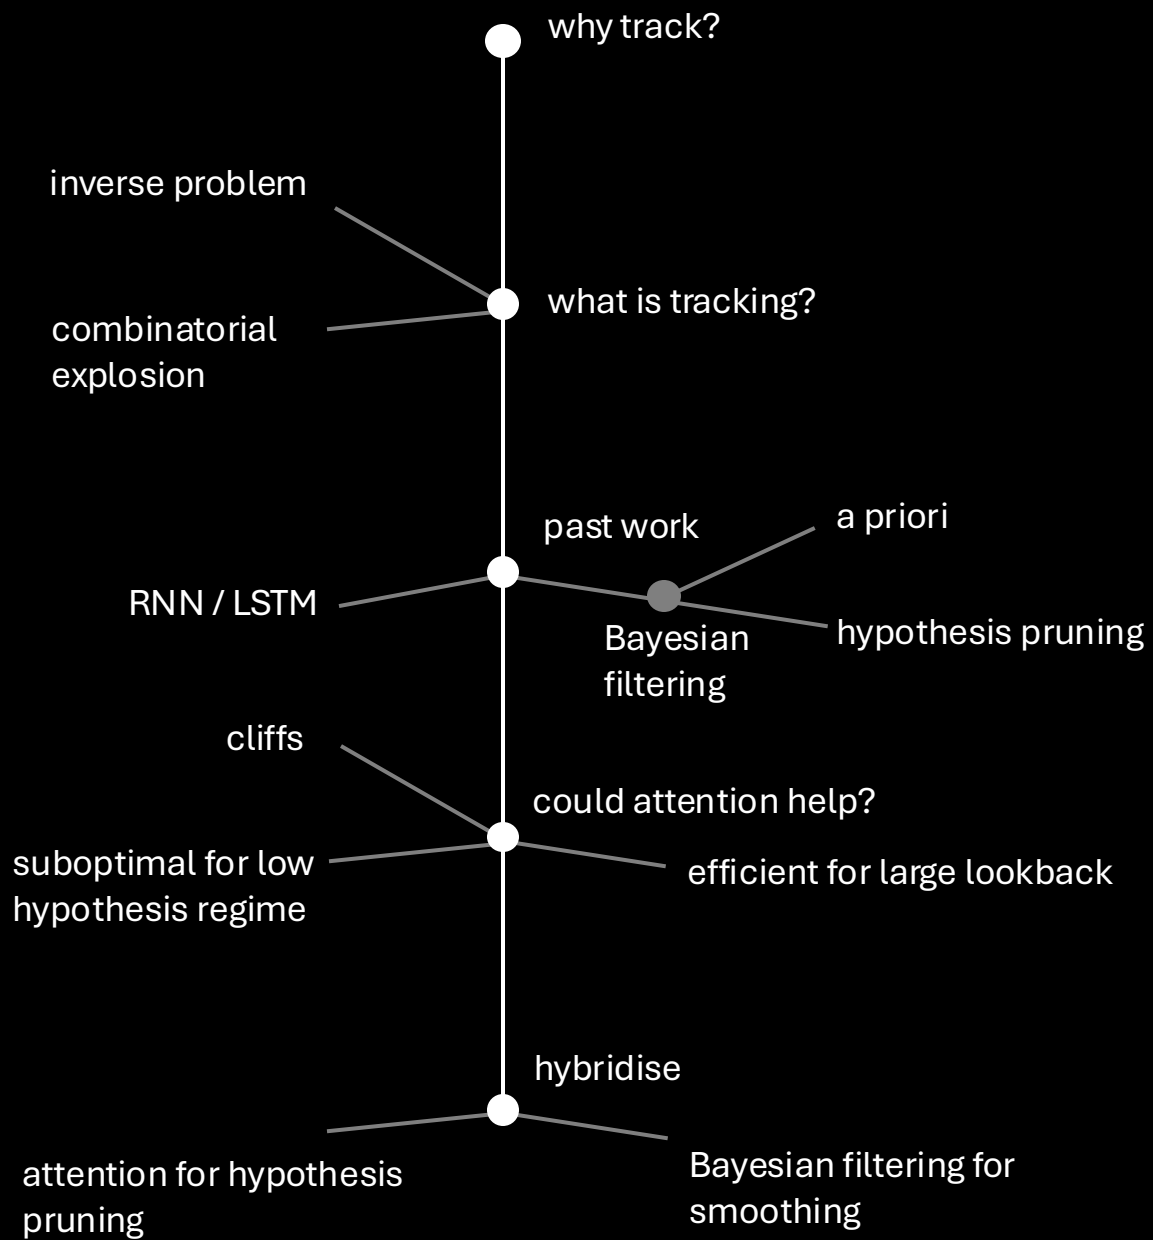 why track?
inverse problem
what is tracking?
combinatorial
explosion
past work
a priori
RNN / LSTM
Bayesian
filtering
hypothesis pruning
cliffs
could attention help?
suboptimal for low
hypothesis regime
efficient for large lookback
hybridise
attention for hypothesis
pruning
Bayesian filtering for
smoothing